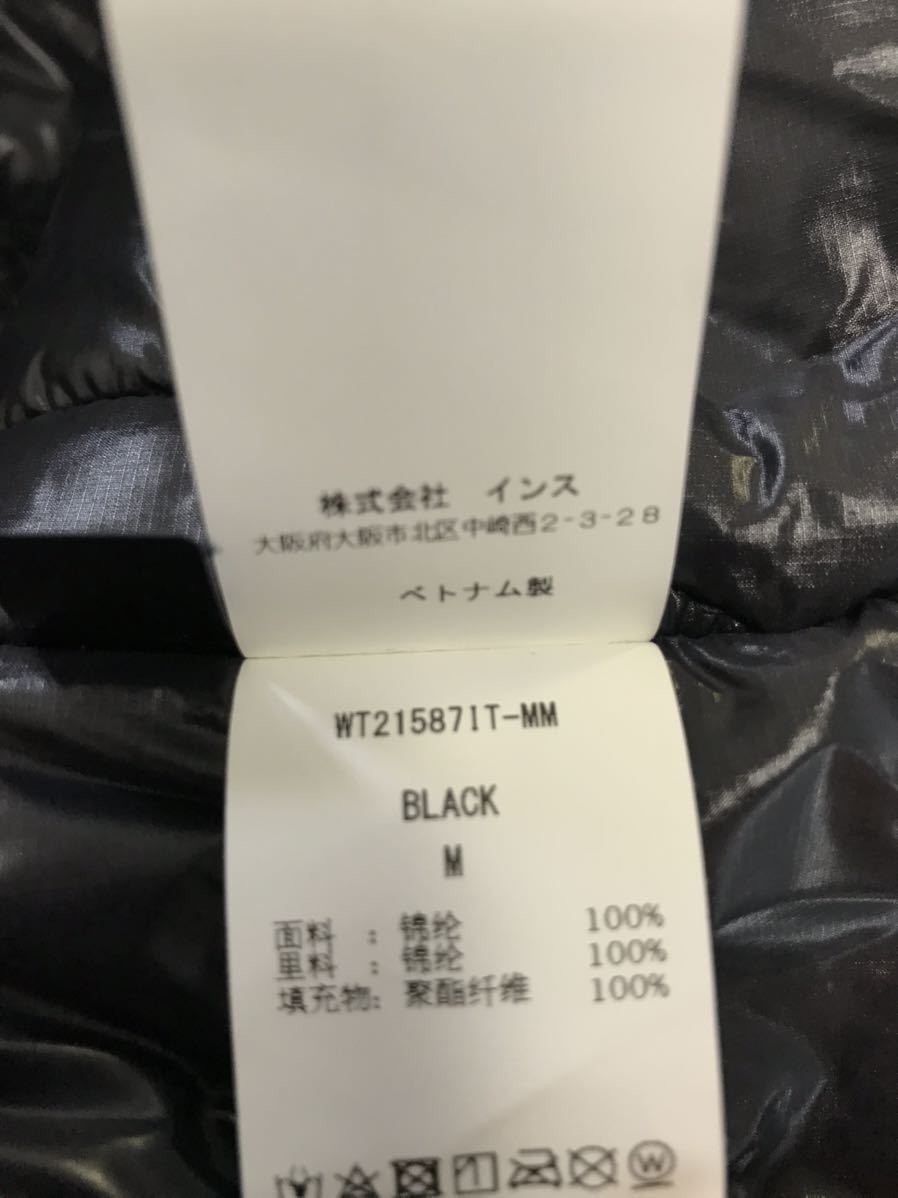 株式会社 インス
大阪府大阪市北区中崎西2-3-28
ベトナム製
WT21587IT-MM
BLACK
M
面料 : 锦纶 100%
里料 : 锦纶 100%
填充物: 聚酯纤维 100%
W